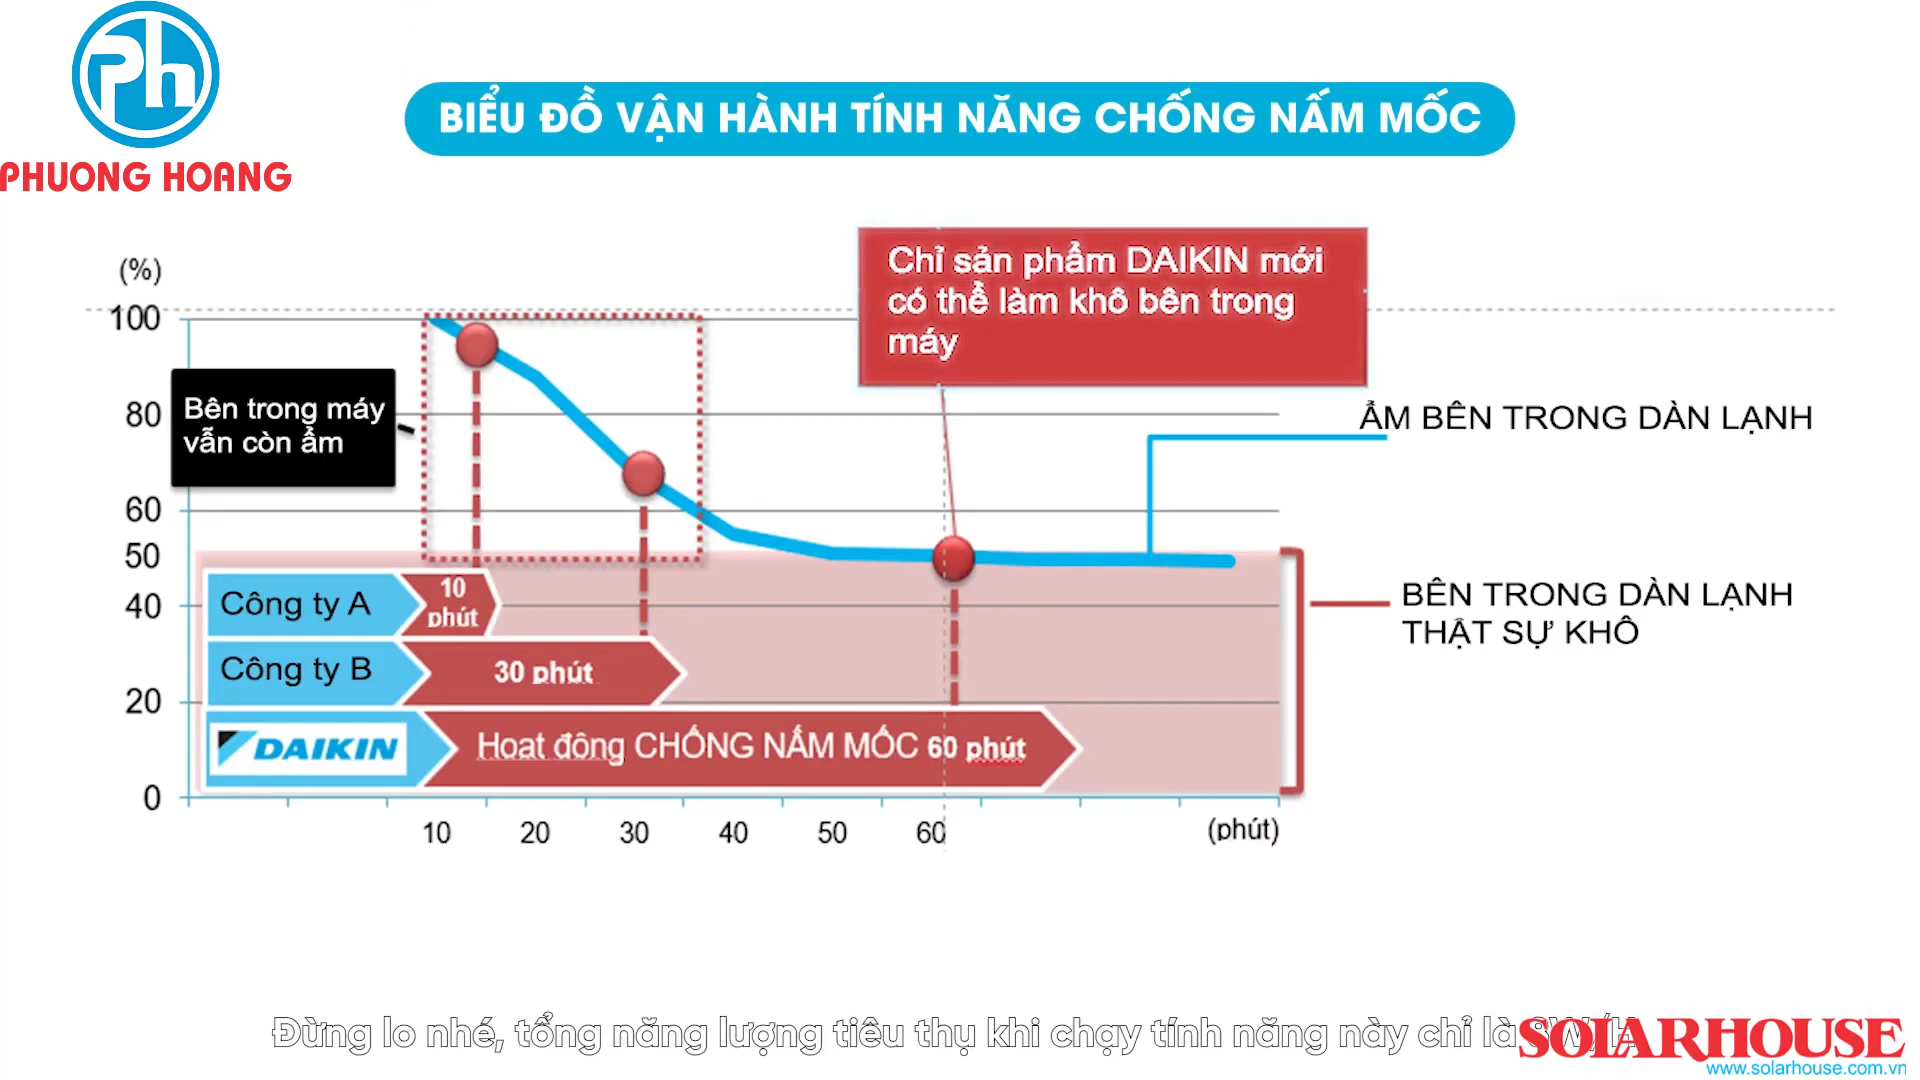 Ph
PHUONG HOANG
BIỂU ĐỒ VẬN HÀNH TÍNH NĂNG CHỐNG NẤM MỐC
(%)
100
80
60
50
40
20
0
Bên trong máy
vẫn còn ẩm
Chỉ sản phẩm DAIKIN mới
có thể làm khô bên trong
máy
ẨM BÊN TRONG DÀN LẠNH
BÊN TRONG DÀN LẠNH
THẬT SỰ KHÔ
Công ty A
10
phút
Công ty B
30 phút
DAIKIN
Hoạt động CHỐNG NẤM MỐC 60 phút
10 20 30 40 50 60 (phút)
Đừng lo nhé, tổng năng lượng tiêu thụ khi chạy tính năng này chỉ là
SOLARHOUSE
www.solarhouse.com.vn